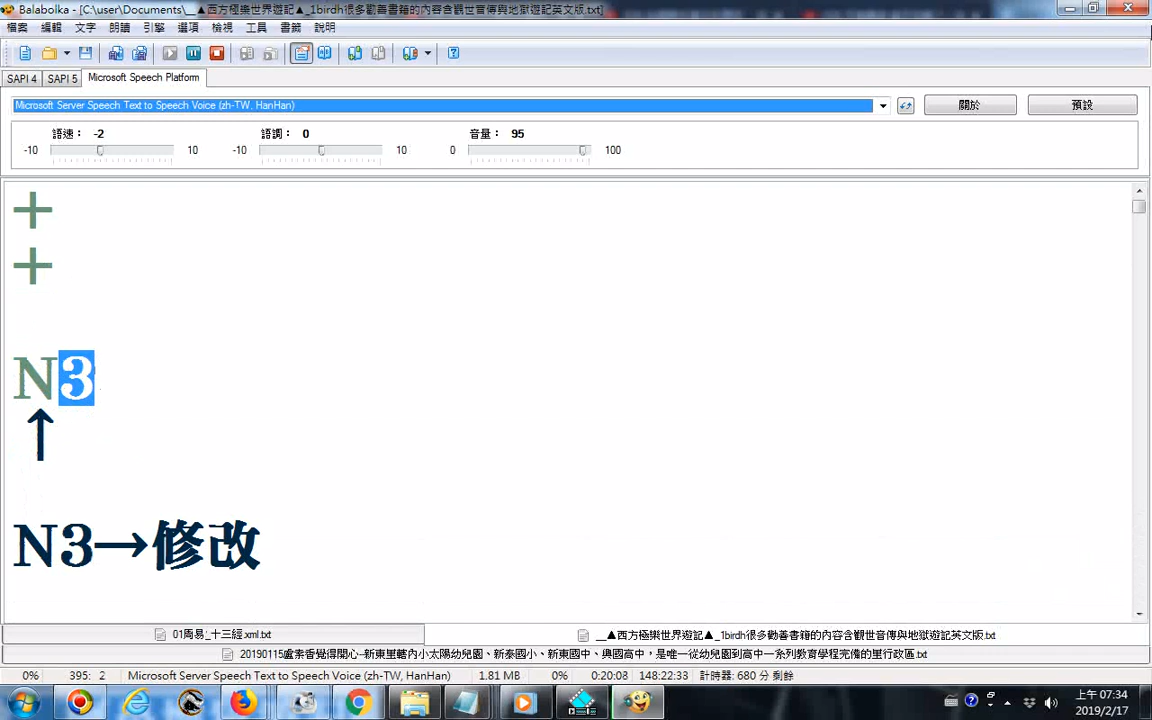 Balabolka - [C:\user\Documents\__▲西方極樂世界遊記▲_1birdh很多勸善書籍的內容含觀世音傳與地獄遊記英文版.txt]
檔案 編輯 文字 朗讀 引擎 選項 檢視 工具 書籤 說明
SAPI 4 SAPI 5 Microsoft Speech Platform
Microsoft Server Speech Text to Speech Voice (zh-TW, HanHan) 關於 預設
語速： -2 語調： 0 音量： 95
-10 10 -10 10 0 100
+
+
N3
↑
N3→修改
01周易_十三經.xml.txt __▲西方極樂世界遊記▲_1birdh很多勸善書籍的內容含觀世音傳與地獄遊記英文版.txt
20190115盧素香覺得開心--新東里轄內小太陽幼兒園、新泰國小、新東國中、興國高中，是唯一從幼兒園到高中一系列教育學程完備的里行政區.txt
0% 395: 2 Microsoft Server Speech Text to Speech Voice (zh-TW, HanHan) 1.81 MB 0% 0:20:08 148:22:33 計時器: 680 分 剩餘
上午 07:34
2019/2/17